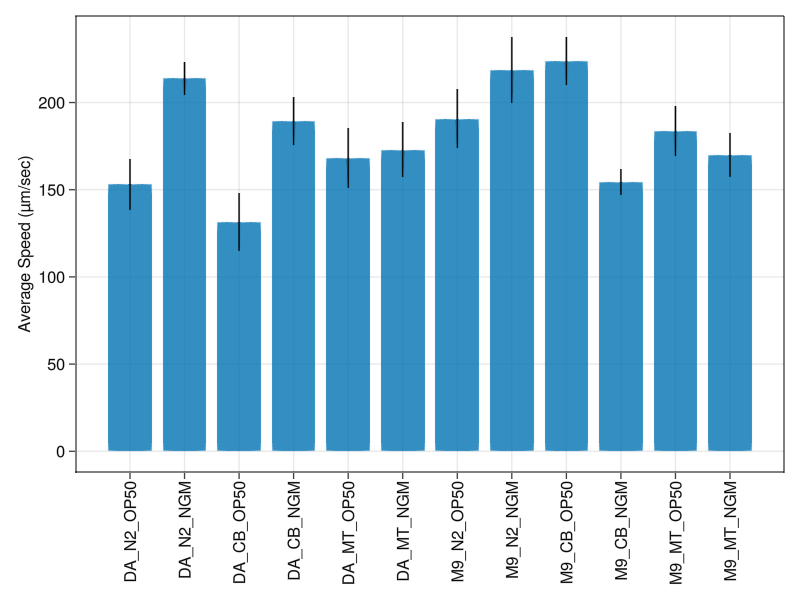 Average Speed (µm/sec)
200
150
100
50
0
DA_N2_OP50
DA_N2_NGM
DA_CB_OP50
DA_CB_NGM
DA_MT_OP50
DA_MT_NGM
M9_N2_OP50
M9_N2_NGM
M9_CB_OP50
M9_CB_NGM
M9_MT_OP50
M9_MT_NGM